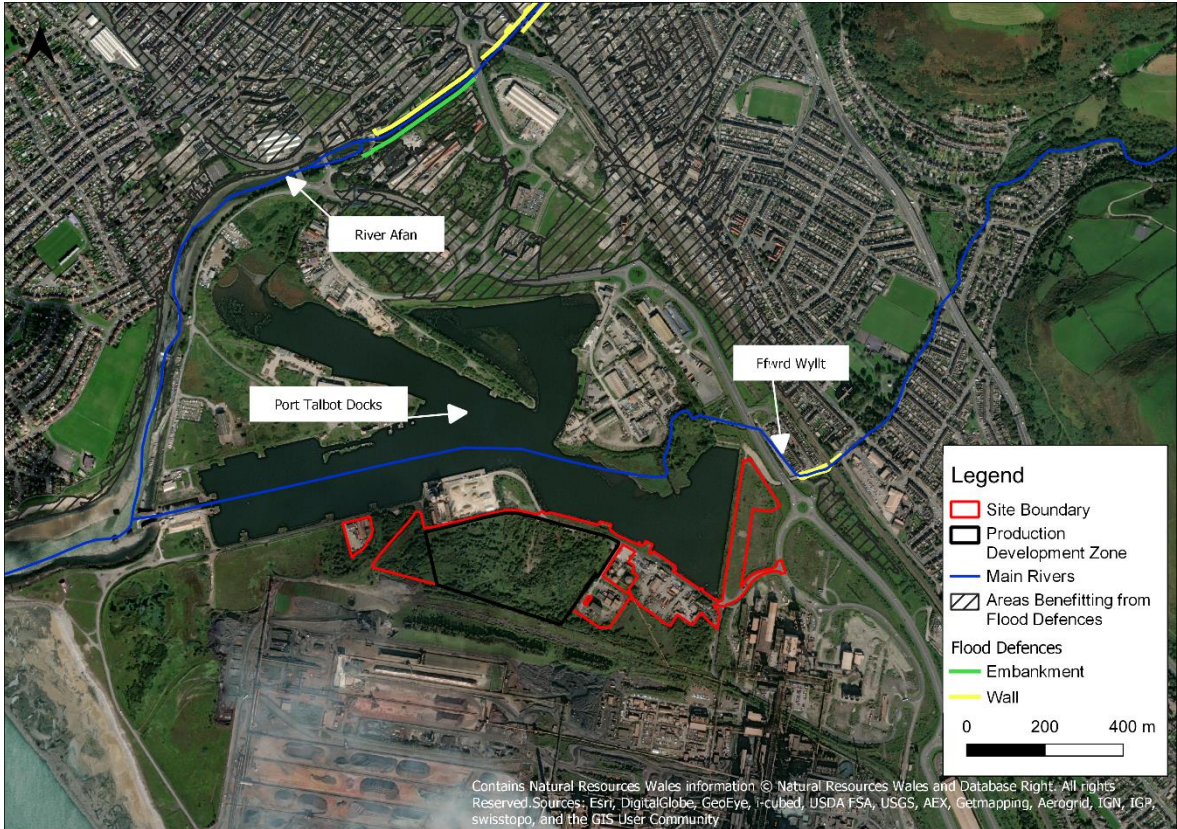 River Afan
Ffwrd Wyllt
Port Talbot Docks
Legend
Site Boundary
Production
Development Zone
Main Rivers
Areas Benefitting from
Flood Defences
Flood Defences
Embankment
Wall
0 200 400 m
Contains Natural Resources Wales information © Natural Resources Wales and Database Right. All rights
Reserved.Sources: Esri, DigitalGlobe, GeoEye, i-cubed, USDA FSA, USGS, AEX, Getmapping, Aerogrid, IGN, IGP,
swisstopo, and the GIS User Community